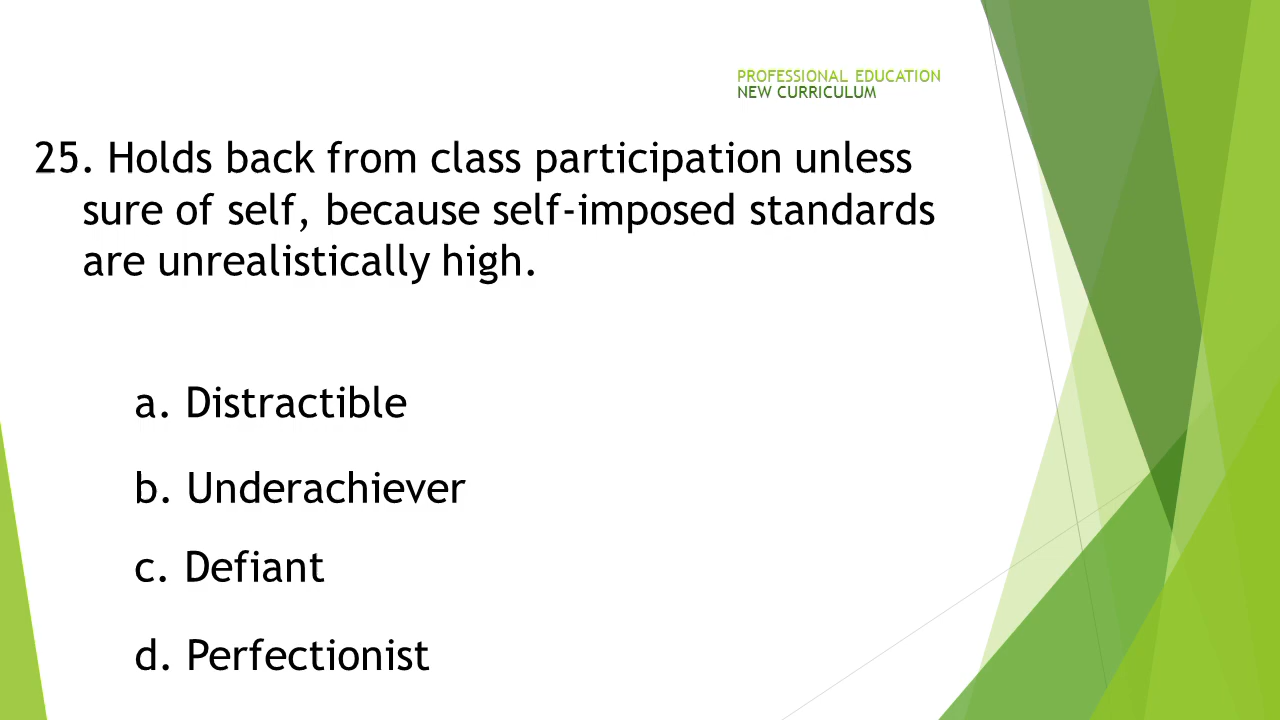 PROFESSIONAL EDUCATION
NEW CURRICULUM
25. Holds back from class participation unless
sure of self, because self-imposed standards
are unrealistically high.
a. Distractible
b. Underachiever
c. Defiant
d. Perfectionist